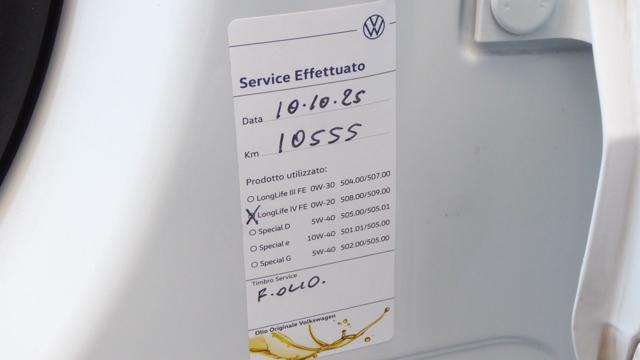 Service Effettuato
Data 10.10.25
Km 10555
Prodotto utilizzato:
LongLife III FE 0W-30 504.00/507.00
LongLife IV FE 0W-20 508.00/509.00
Special D 5W-40 505.00/505.01
Special e 10W-40 501.01/505.00
Special G 5W-40 502.00/505.00
Timbro Service
F. OLIO.
Olio Originale Volkswagen